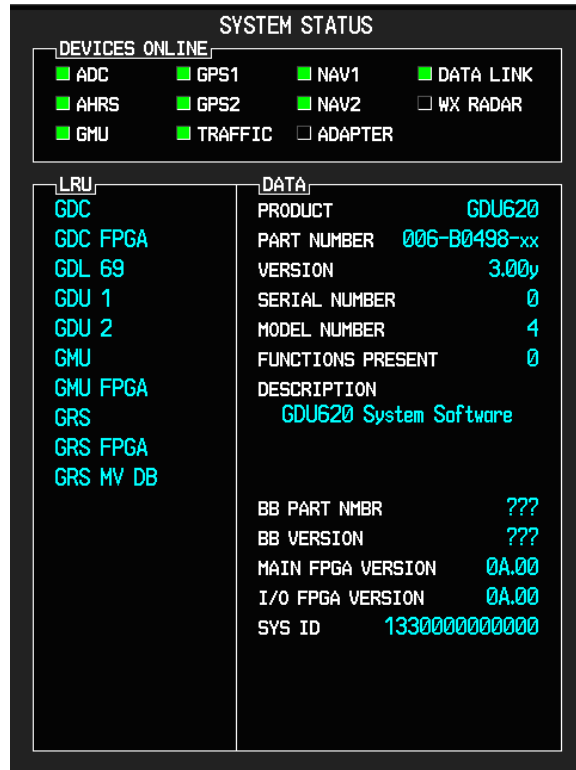 SYSTEM STATUS
DEVICES ONLINE
ADC GPS1 NAV1 DATA LINK
AHRS GPS2 NAV2 WX RADAR
GMU TRAFFIC ADAPTER
LRU
GDC
GDC FPGA
GDL 69
GDU 1
GDU 2
GMU
GMU FPGA
GRS
GRS FPGA
GRS MV DB
DATA
PRODUCT GDU620
PART NUMBER 006-B0498-xx
VERSION 3.00y
SERIAL NUMBER 0
MODEL NUMBER 4
FUNCTIONS PRESENT 0
DESCRIPTION
GDU620 System Software
BB PART NMBR ???
BB VERSION ???
MAIN FPGA VERSION 0A.00
I/O FPGA VERSION 0A.00
SYS ID 1330000000000